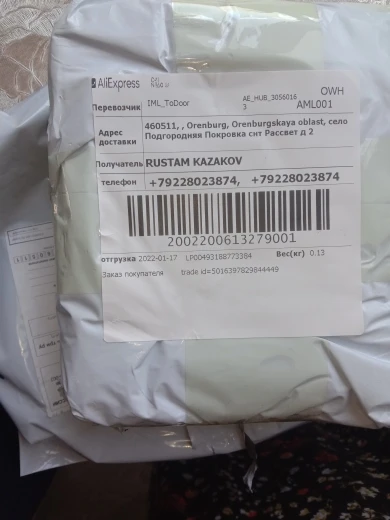 AliExpress
OWH
Перевозчик IML_ToDoor AE_HUB_3056016 AML001
3
Адрес доставки 460511, , Orenburg, Orenburgskaya oblast, село
Подгородняя Покровка снт Рассвет д 2
Получатель RUSTAM KAZAKOV
телефон +79228023874, +79228023874
2002200613279001
отгрузка 2022-01-17 LP00493188773384 Вес(кг) 0.13
Заказ покупателя trade id=5016397829844449